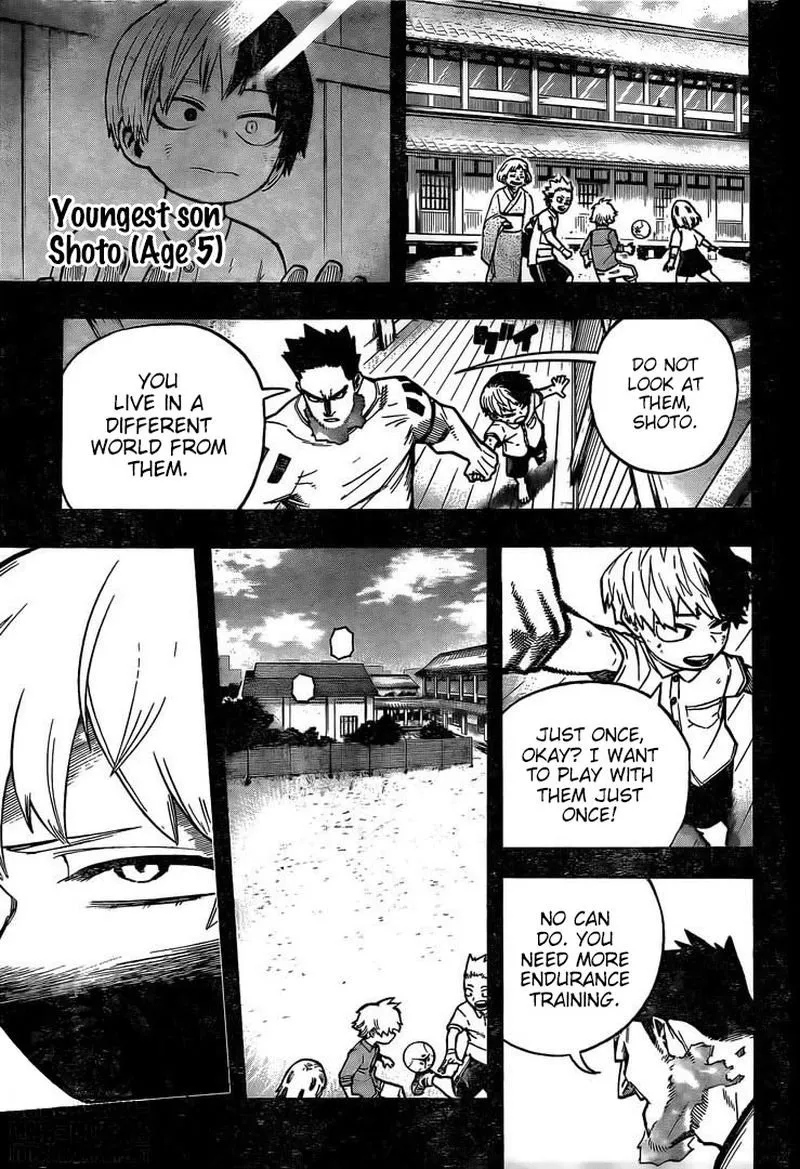 Youngest son
Shoto (Age 5)
DO NOT
LOOK AT
THEM,
SHOTO.
YOU
LIVE IN A
DIFFERENT
WORLD FROM
THEM.
JUST ONCE,
OKAY? I WANT
TO PLAY WITH
THEM JUST
ONCE!
NO CAN
DO. YOU
NEED MORE
ENDURANCE
TRAINING.